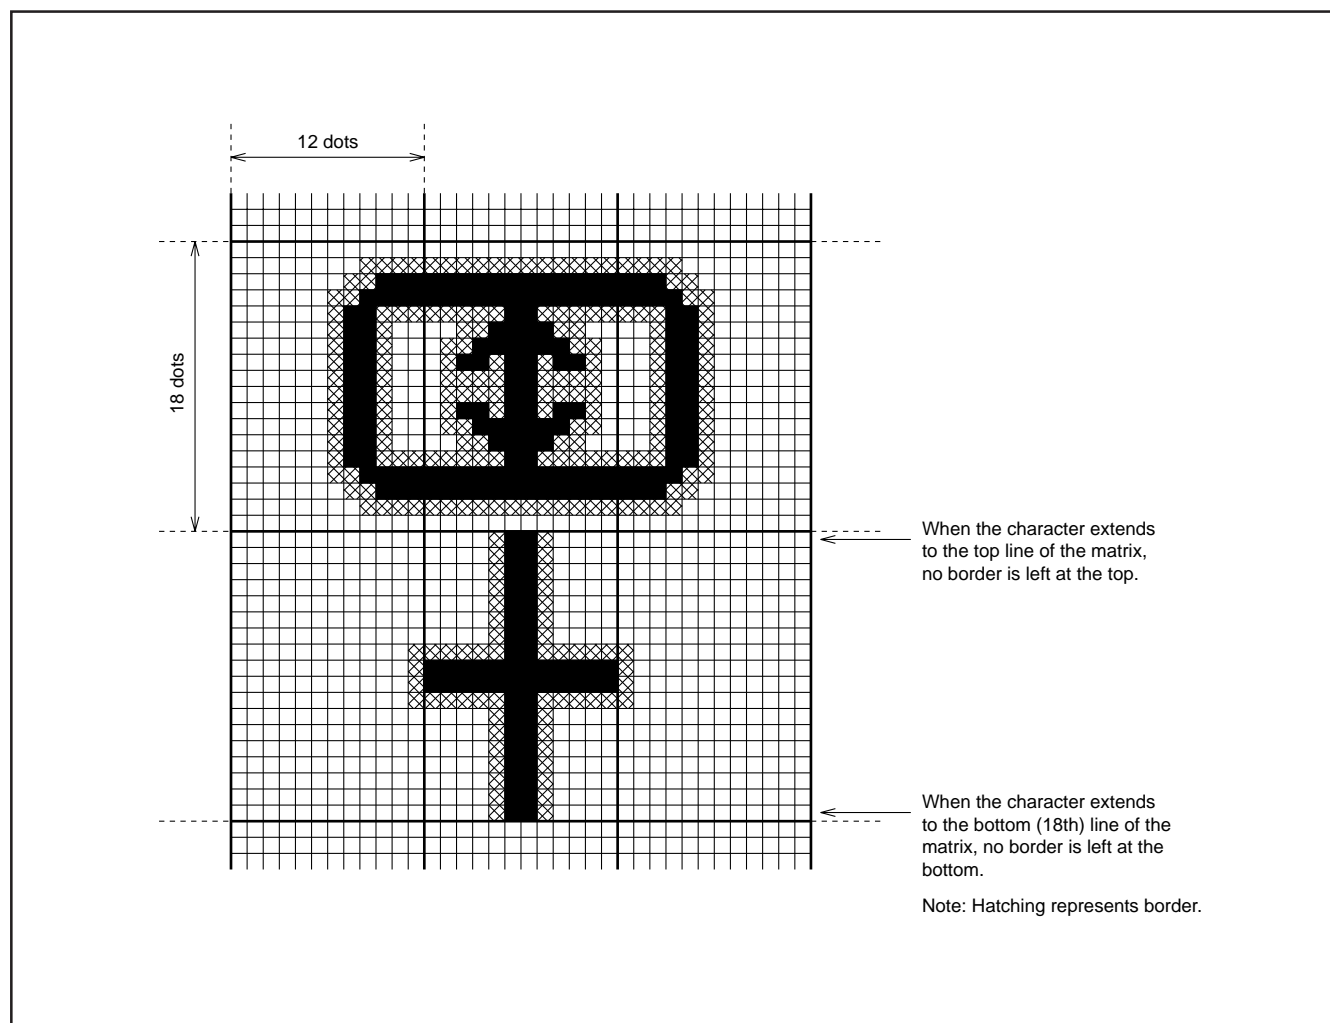 12 dots
18 dots
When the character extends
to the top line of the matrix,
no border is left at the top.
When the character extends
to the bottom (18th) line of the
matrix, no border is left at the
bottom.
Note: Hatching represents border.